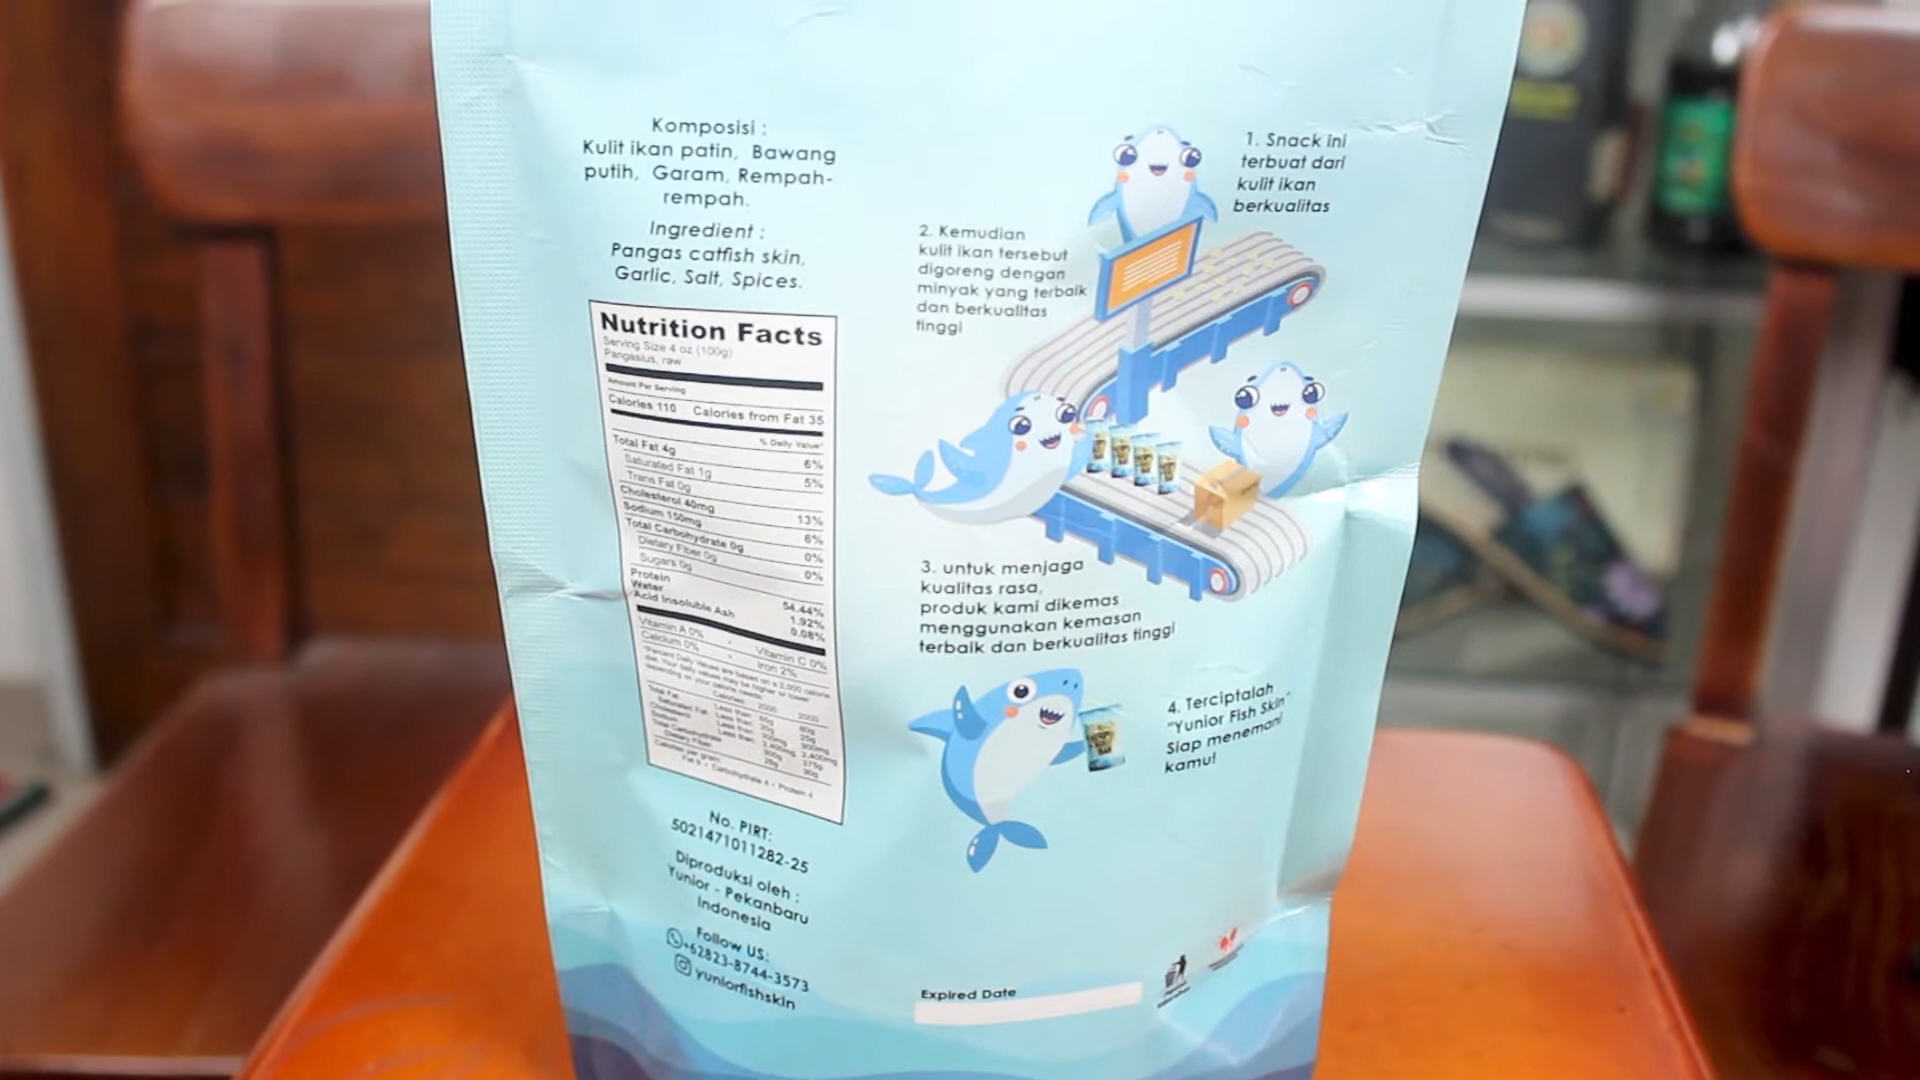 Komposisi :
Kulit ikan patin, Bawang
putih, Garam, Rempah-
rempah.
Ingredient :
Pangas catfish skin,
Garlic, Salt, Spices.
Nutrition Facts
Serving Size 4 oz (100g)
Pangasius, raw
Amount Per Serving
Calories 110 Calories from Fat 35
% Daily Value*
Total Fat 4g 6%
Saturated Fat 1g 5%
Trans Fat 0g
Cholesterol 40mg 13%
Sodium 150mg 6%
Total Carbohydrate 0g 0%
Dietary Fiber 0g 0%
Sugars 0g
Protein 54.44%
Water 1.92%
Acid Insoluble Ash 0.08%
Vitamin A 0% • Vitamin C 0%
Calcium 0% • Iron 2%
*Percent Daily Values are based on a 2,000 calorie
diet. Your daily values may be higher or lower
depending on your calorie needs:
Calories: 2000 2000
Total Fat Less than 65g 80g
Saturated Fat Less than 20g 25g
Cholesterol Less than 300mg 300mg
Sodium Less than 2,400mg 2,400mg
Total Carbohydrate 300g 375g
Dietary Fiber 25g 30g
Calories per gram:
Fat 9 • Carbohydrate 4 • Protein 4
No. PIRT:
5021471011282-25
Diproduksi oleh :
Yunior - Pekanbaru
Indonesia
Follow US:
+62823-8744-3573
yuniorfishskin
1. Snack ini
terbuat dari
kulit ikan
berkualitas
2. Kemudian
kulit ikan tersebut
digoreng dengan
minyak yang terbaik
dan berkualitas
tinggi
3. untuk menjaga
kualitas rasa,
produk kami dikemas
menggunakan kemasan
terbaik dan berkualitas tinggi
4. Terciptalah
"Yunior Fish Skin"
Siap menemani
kamu!
Expired Date